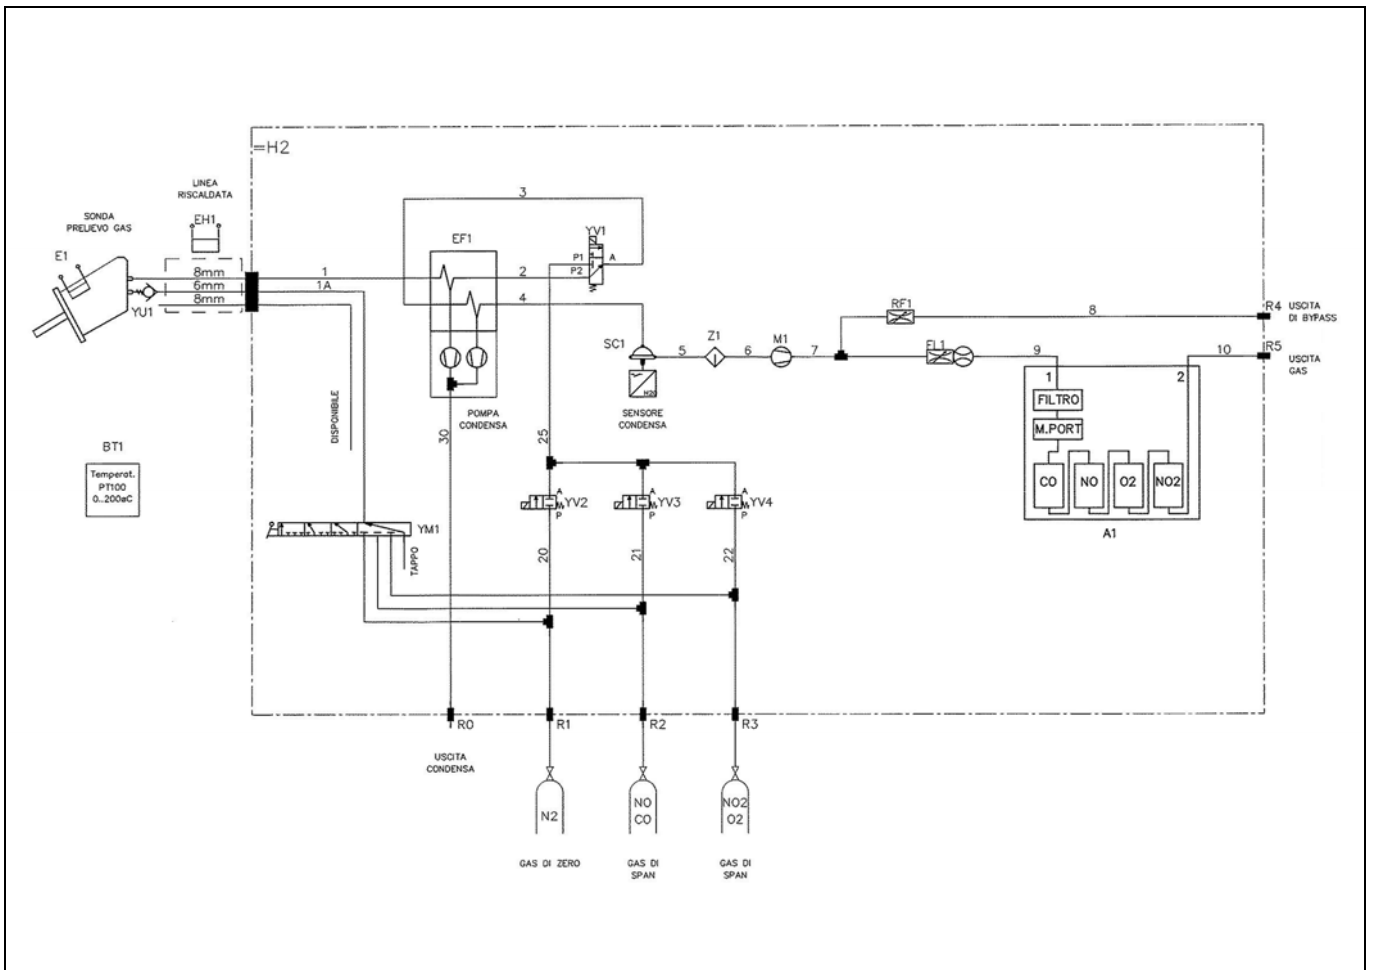 =H2
LINEA
RISCALDATA
EH1
SONDA
PRELIEVO GAS
E1
YU1
8mm
6mm
8mm
1
1A
3
EF1
2
4
YV1
P1
A
P2
POMPA
CONDENSA
SC1
H2O
SENSORE
CONDENSA
5
Z1
6
M1
7
RF1
8
R4 USCITA
DI BYPASS
FL1
9
10
R5
USCITA
GAS
1
2
FILTRO
M.PORT
CO
NO
O2
NO2
A1
DISPONIBILE
30
25
BT1
Temperat.
PT100
0..200øC
A
YV2
P
A
YV3
P
A
YV4
P
YM1
TAPPO
20
21
22
R0
R1
R2
R3
USCITA
CONDENSA
N2
NO
CO
NO2
O2
GAS DI ZERO
GAS DI
SPAN
GAS DI
SPAN